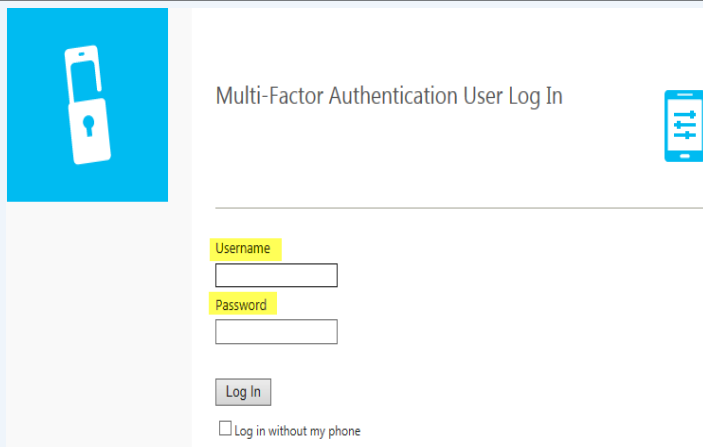 Multi-Factor Authentication User Log In
Username
Password
Log In
Log in without my phone